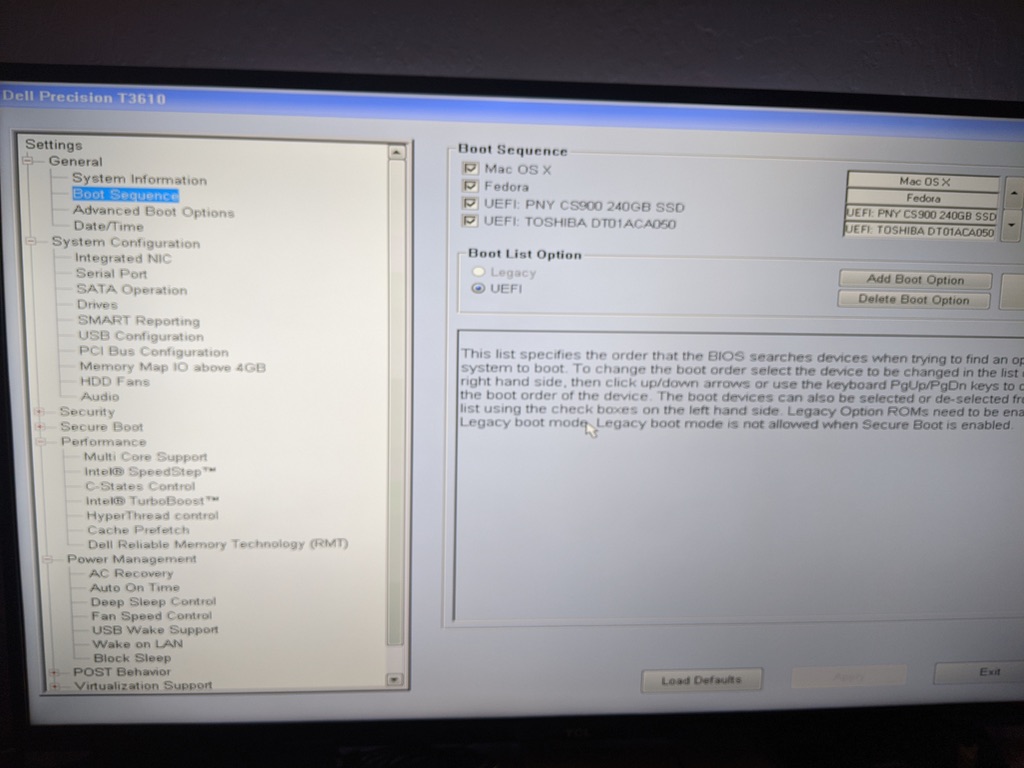 Dell Precision T3610
Settings
General
System Information
Boot Sequence
Advanced Boot Options
Date/Time
System Configuration
Integrated NIC
Serial Port
SATA Operation
Drives
SMART Reporting
USB Configuration
PCI Bus Configuration
Memory Map IO above 4GB
HDD Fans
Audio
Security
Secure Boot
Performance
Multi Core Support
Intel® SpeedStep™
C-States Control
Intel® TurboBoost™
HyperThread control
Cache Prefetch
Dell Reliable Memory Technology (RMT)
Power Management
AC Recovery
Auto On Time
Deep Sleep Control
Fan Speed Control
USB Wake Support
Wake on LAN
Block Sleep
POST Behavior
Virtualization Support
Boot Sequence
Mac OS X
Fedora
UEFI: PNY CS900 240GB SSD
UEFI: TOSHIBA DT01ACA050
Mac OS X
Fedora
UEFI: PNY CS900 240GB SSD
UEFI: TOSHIBA DT01ACA050
Boot List Option
Legacy
UEFI
Add Boot Option
Delete Boot Option
This list specifies the order that the BIOS searches devices when trying to find an op
system to boot. To change the boot order select the device to be changed in the list
right hand side, then click up/down arrows or use the keyboard PgUp/PgDn keys to c
the boot order of the device. The boot devices can also be selected or de-selected fr
list using the check boxes on the left hand side. Legacy Option ROMs need to be ena
Legacy boot mode. Legacy boot mode is not allowed when Secure Boot is enabled.
Load Defaults
Apply
Exit
TCL